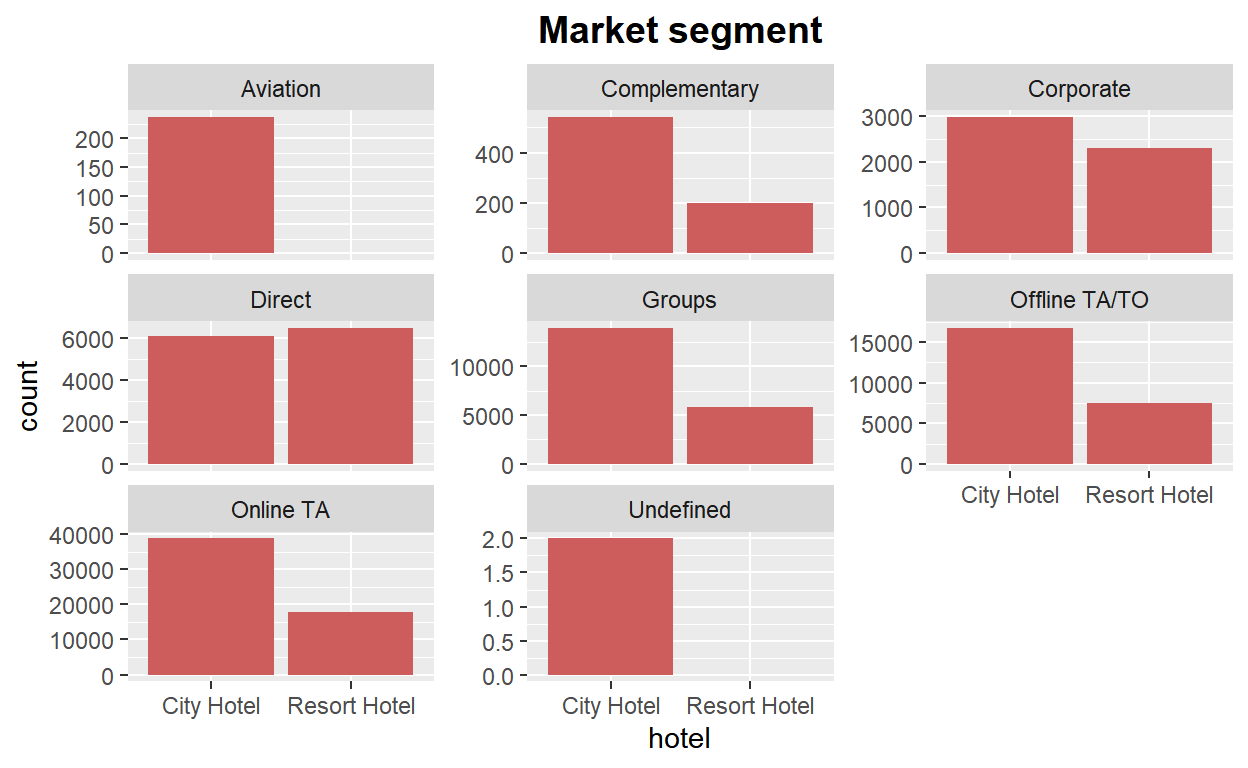 Market segment
Aviation
Complementary
Corporate
200
150
100
50
0
400
200
0
3000
2000
1000
0
Direct
Groups
Offline TA/TO
6000
4000
2000
0
10000
5000
0
15000
10000
5000
0
City Hotel Resort Hotel
Online TA
Undefined
40000
30000
20000
10000
0
2.0
1.5
1.0
0.5
0.0
City Hotel Resort Hotel
City Hotel Resort Hotel
count
hotel